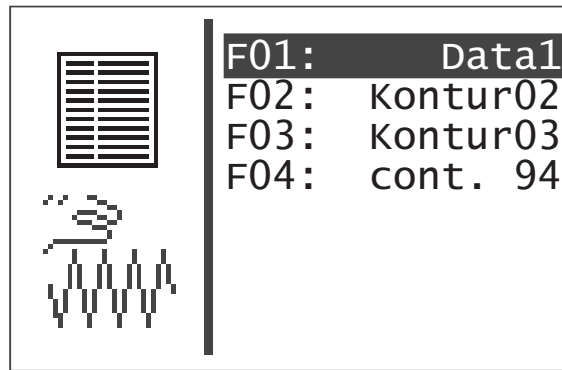 F01: Data1
F02: Kontur02
F03: Kontur03
F04: cont. 94